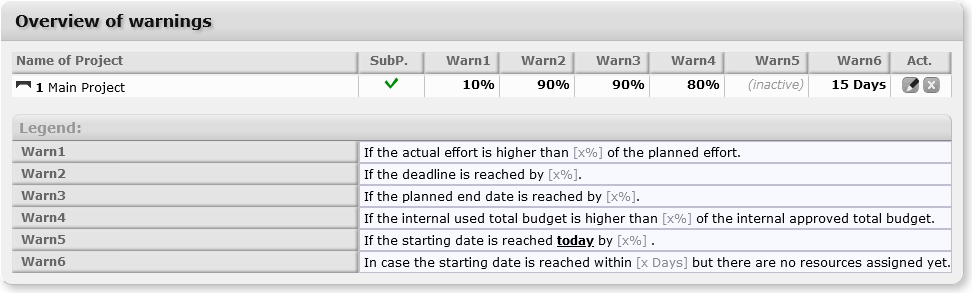 Overview of warnings
Name of Project SubP. Warn1 Warn2 Warn3 Warn4 Warn5 Warn6 Act.
1 Main Project 10% 90% 90% 80% (inactive) 15 Days
Legend:
Warn1 If the actual effort is higher than [x%] of the planned effort.
Warn2 If the deadline is reached by [x%].
Warn3 If the planned end date is reached by [x%].
Warn4 If the internal used total budget is higher than [x%] of the internal approved total budget.
Warn5 If the starting date is reached today by [x%] .
Warn6 In case the starting date is reached within [x Days] but there are no resources assigned yet.